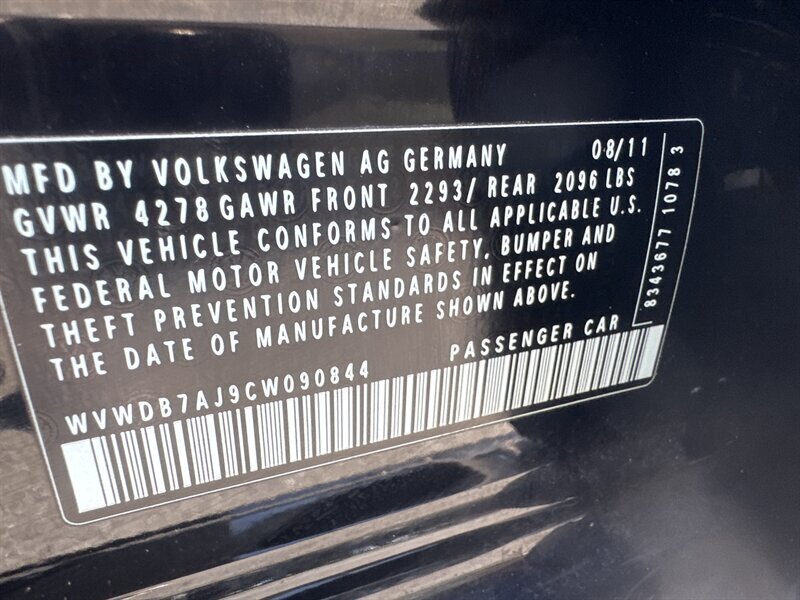 MFD BY VOLKSWAGEN AG GERMANY 08/11
GVWR 4278 GAWR FRONT 2293/ REAR 2096 LBS
THIS VEHICLE CONFORMS TO ALL APPLICABLE U.S.
FEDERAL MOTOR VEHICLE SAFETY, BUMPER AND
THEFT PREVENTION STANDARDS IN EFFECT ON
THE DATE OF MANUFACTURE SHOWN ABOVE.
WVWDB7AJ9CW090844 PASSENGER CAR
8343677 1078 3